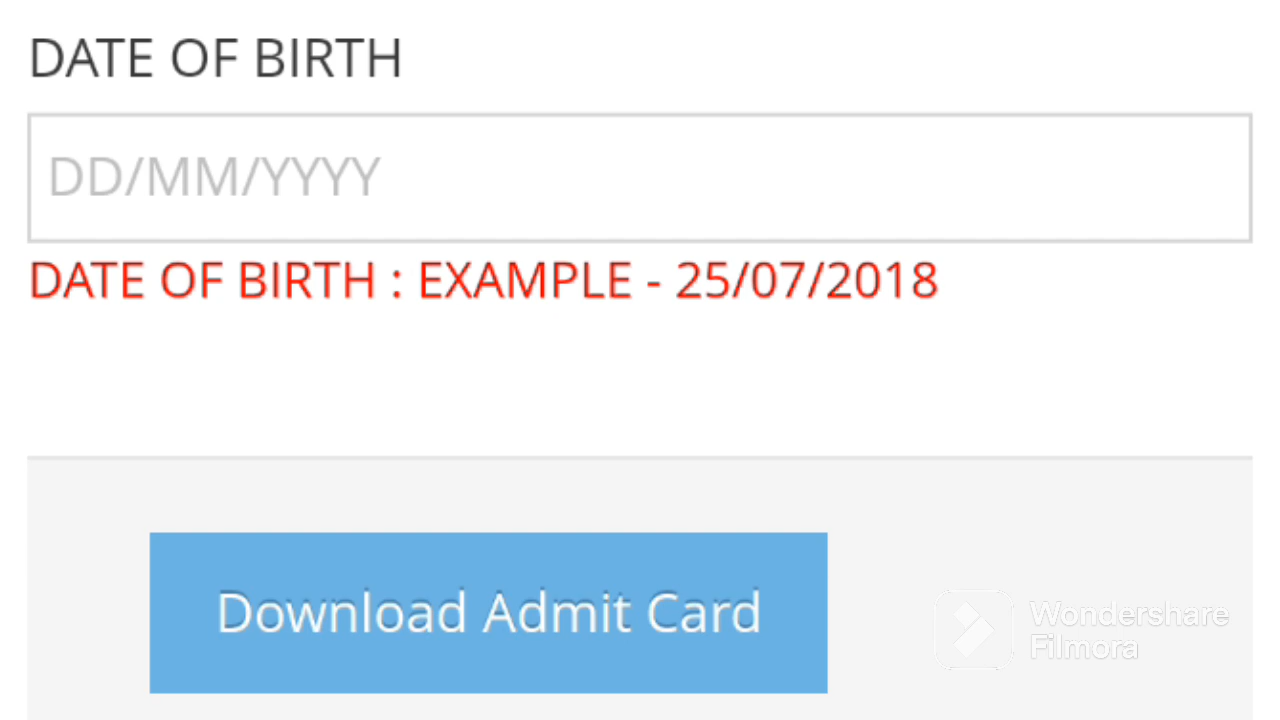 DATE OF BIRTH
DD/MM/YYYY
DATE OF BIRTH : EXAMPLE - 25/07/2018
Download Admit Card
Wondershare
Filmora